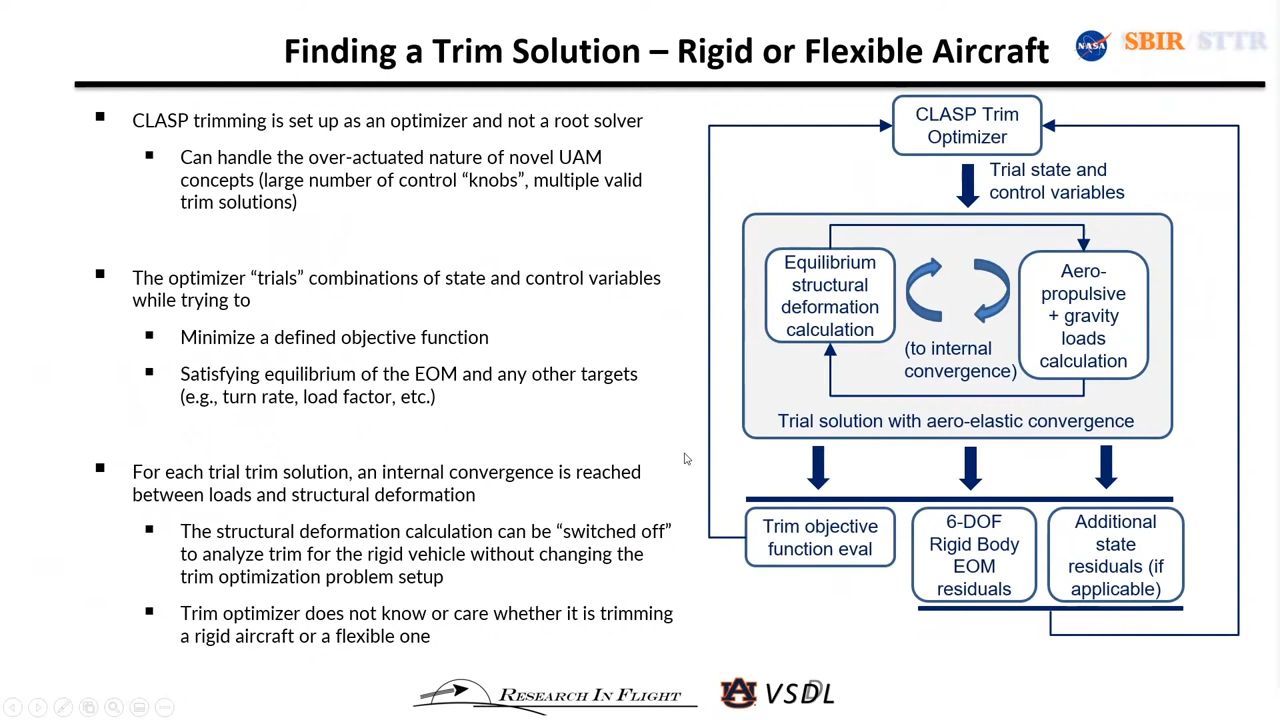 Finding a Trim Solution – Rigid or Flexible Aircraft
NASA
SBIR STTR
▪ CLASP trimming is set up as an optimizer and not a root solver
▪ Can handle the over-actuated nature of novel UAM
concepts (large number of control “knobs”, multiple valid
trim solutions)
▪ The optimizer “trials” combinations of state and control variables
while trying to
▪ Minimize a defined objective function
▪ Satisfying equilibrium of the EOM and any other targets
(e.g., turn rate, load factor, etc.)
▪ For each trial trim solution, an internal convergence is reached
between loads and structural deformation
▪ The structural deformation calculation can be “switched off”
to analyze trim for the rigid vehicle without changing the
trim optimization problem setup
▪ Trim optimizer does not know or care whether it is trimming
a rigid aircraft or a flexible one
CLASP Trim
Optimizer
Trial state and
control variables
Equilibrium
structural
deformation
calculation
(to internal
convergence)
Aero-
propulsive
+ gravity
loads
calculation
Trial solution with aero-elastic convergence
Trim objective
function eval
6-DOF
Rigid Body
EOM
residuals
Additional
state
residuals (if
applicable)
RESEARCH IN FLIGHT
AU VSDL